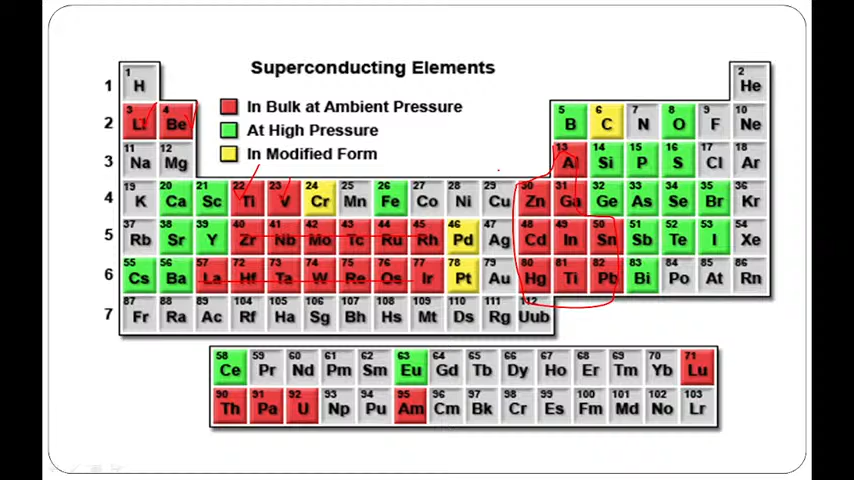 Superconducting Elements
In Bulk at Ambient Pressure
At High Pressure
In Modified Form
1 1 H 2 He
2 3 Li 4 Be 5 B 6 C 7 N 8 O 9 F 10 Ne
3 11 Na 12 Mg 13 Al 14 Si 15 P 16 S 17 Cl 18 Ar
4 19 K 20 Ca 21 Sc 22 Ti 23 V 24 Cr 25 Mn 26 Fe 27 Co 28 Ni 29 Cu 30 Zn 31 Ga 32 Ge 33 As 34 Se 35 Br 36 Kr
5 37 Rb 38 Sr 39 Y 40 Zr 41 Nb 42 Mo 43 Tc 44 Ru 45 Rh 46 Pd 47 Ag 48 Cd 49 In 50 Sn 51 Sb 52 Te 53 I 54 Xe
6 55 Cs 56 Ba 57 La 72 Hf 73 Ta 74 W 75 Re 76 Os 77 Ir 78 Pt 79 Au 80 Hg 81 Ti 82 Pb 83 Bi 84 Po 85 At 86 Rn
7 87 Fr 88 Ra 89 Ac 104 Rf 105 Ha 106 Sg 107 Bh 108 Hs 109 Mt 110 Ds 111 Rg 112 Uub
58 Ce 59 Pr 60 Nd 61 Pm 62 Sm 63 Eu 64 Gd 65 Tb 66 Dy 67 Ho 68 Er 69 Tm 70 Yb 71 Lu
90 Th 91 Pa 92 U 93 Np 94 Pu 95 Am 96 Cm 97 Bk 98 Cr 99 Es 100 Fm 101 Md 102 No 103 Lr